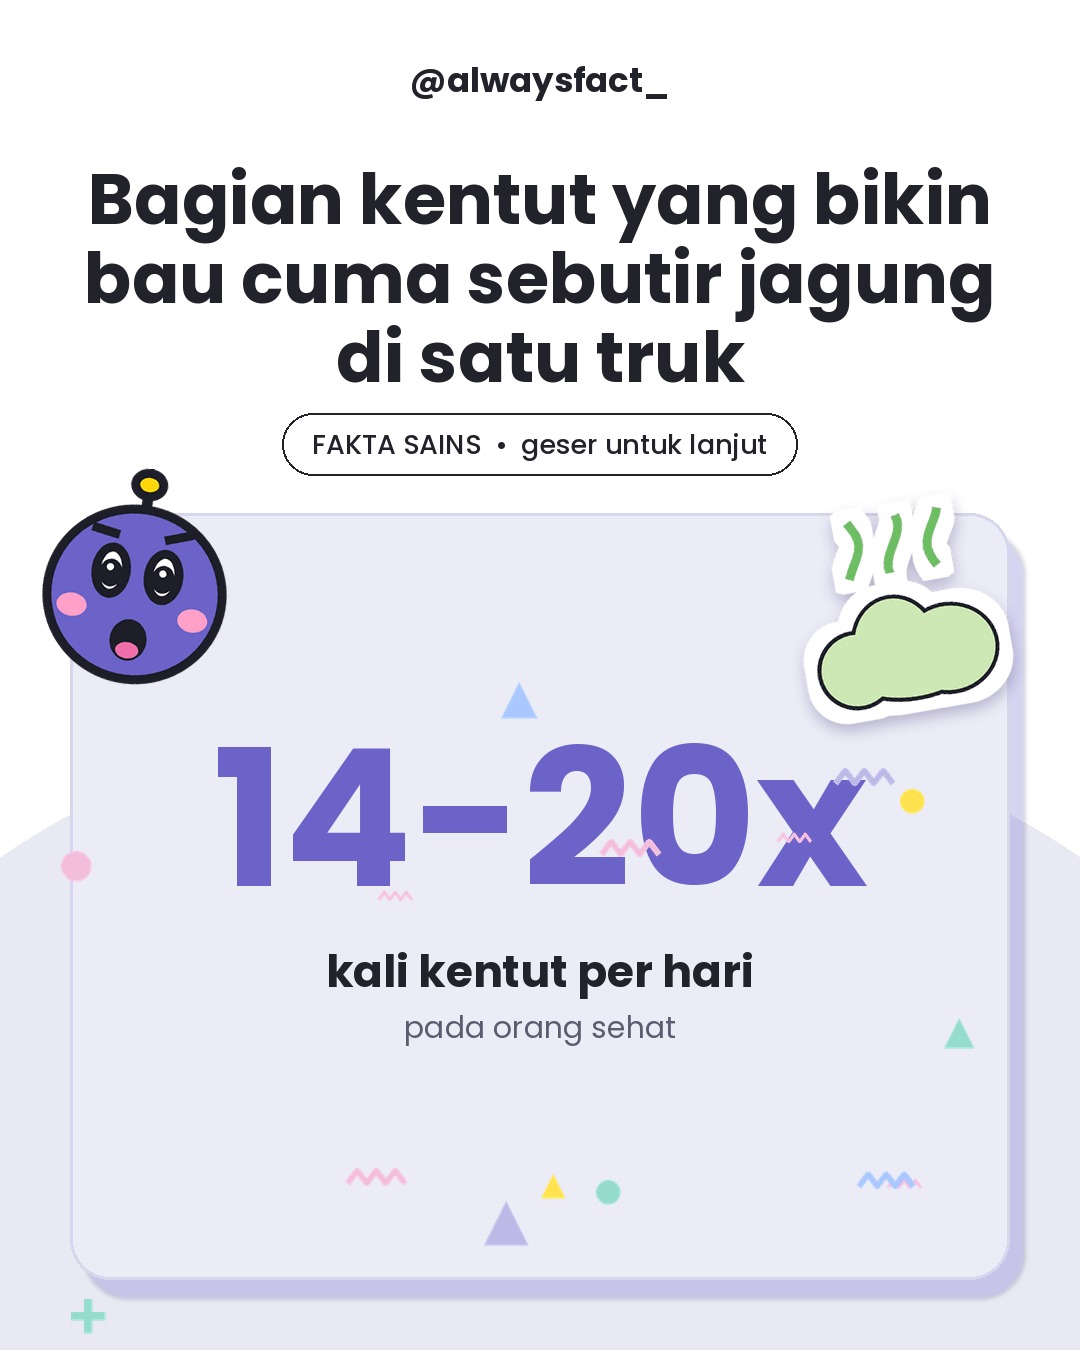 @alwaysfact_
Bagian kentut yang bikin
bau cuma sebutir jagung
di satu truk
FAKTA SAINS • geser untuk lanjut
14–20x
kali kentut per hari
pada orang sehat